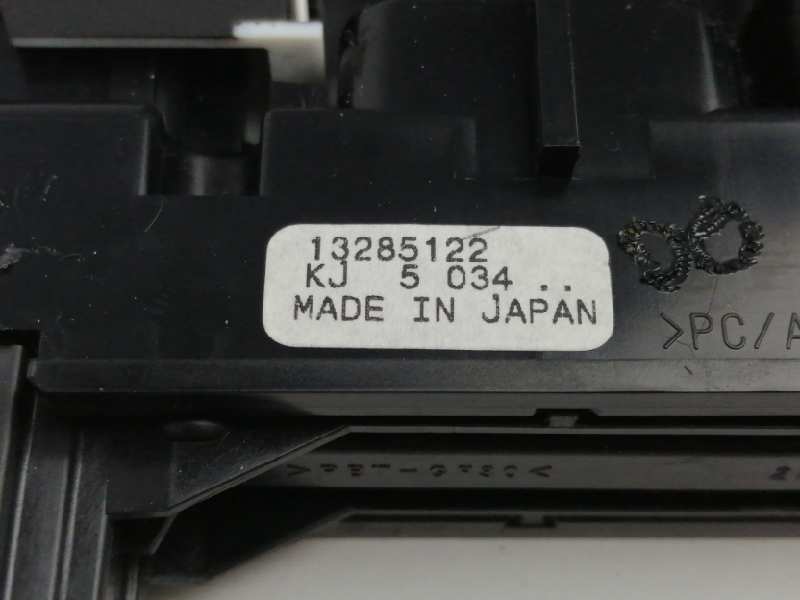 13285122
KJ 5 034 ..
MADE IN JAPAN
>PC/A